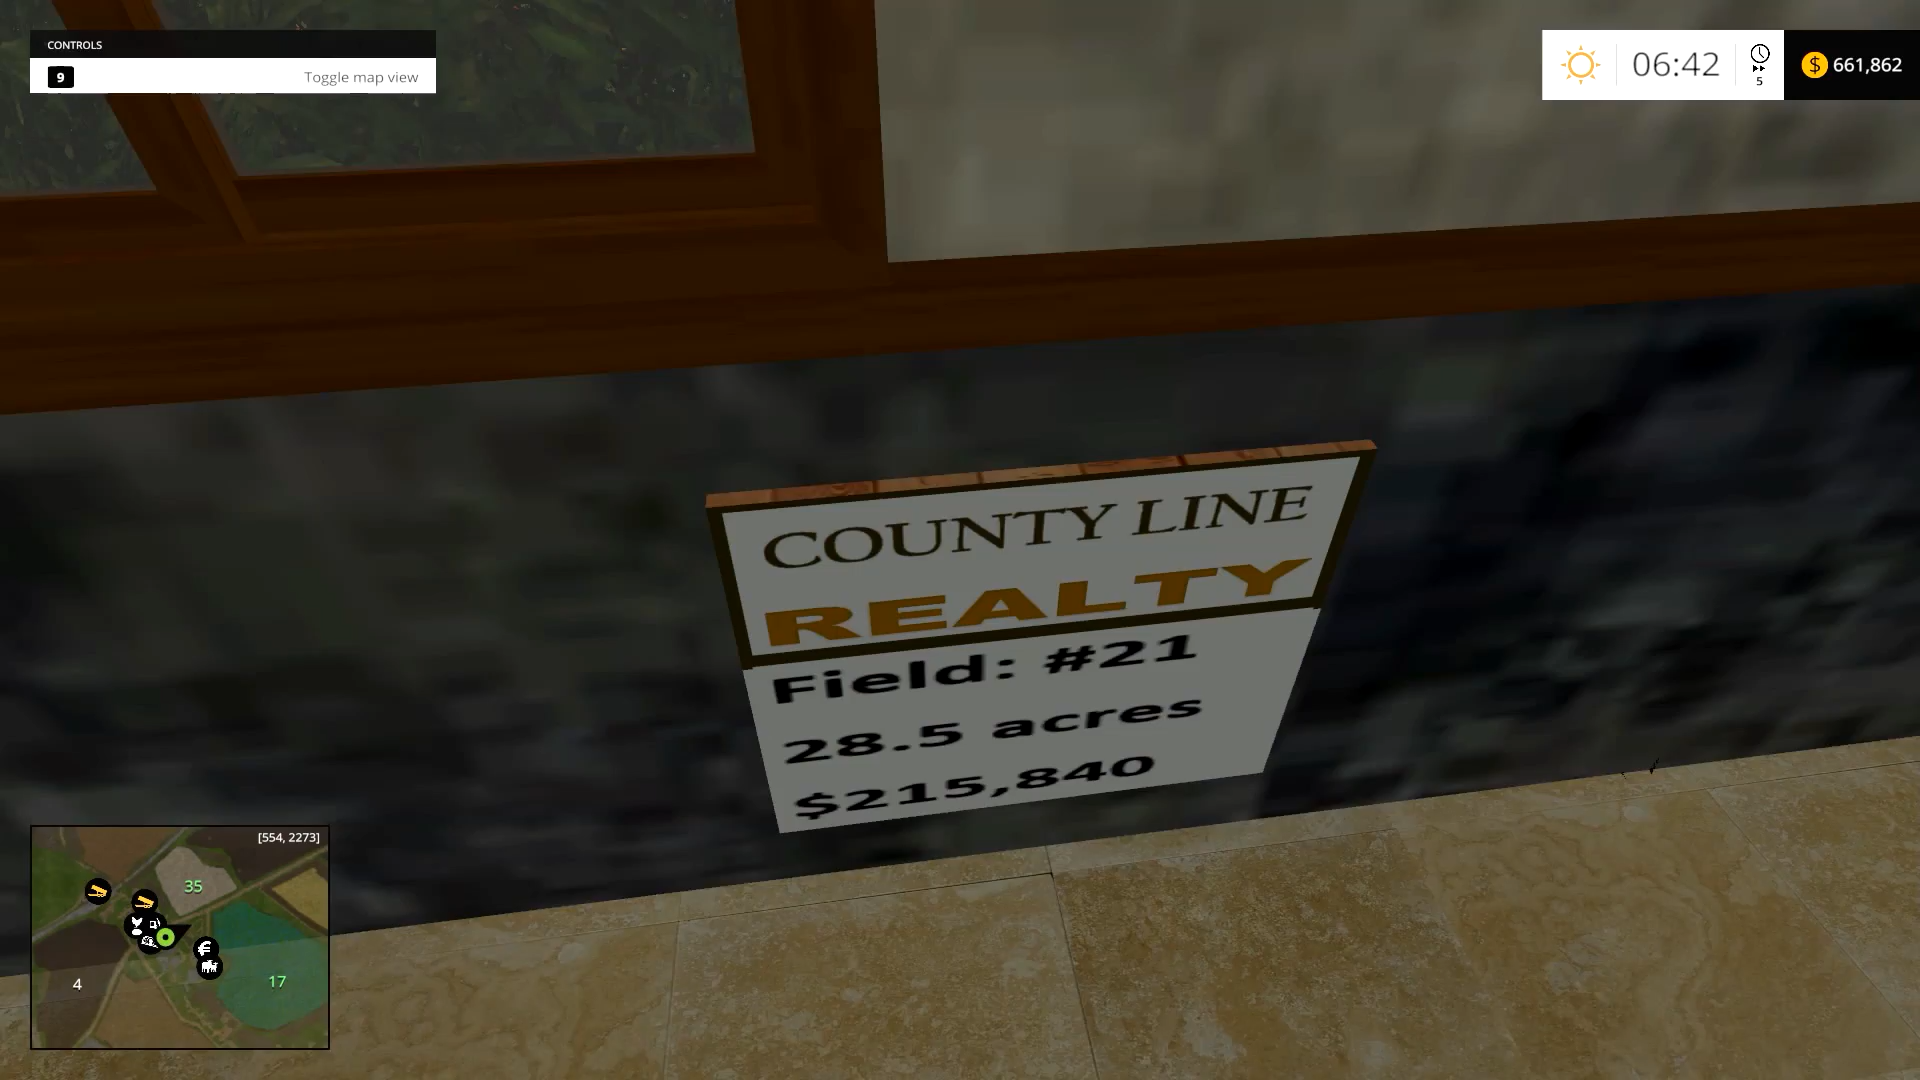 CONTROLS
9 Toggle map view
06:42
5
$ 661,862
COUNTY LINE
REALTY
Field: #21
28.5 acres
$215,840
[554, 2273]
35
€
4
17